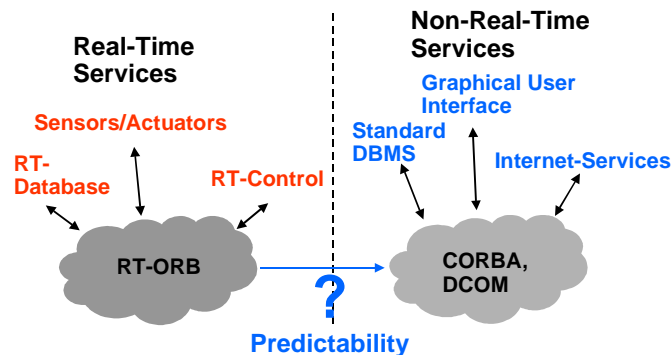 Real-Time
Services
Non-Real-Time
Services
Sensors/Actuators
RT-
Database
RT-Control
Graphical User
Interface
Standard
DBMS
Internet-Services
RT-ORB
CORBA,
DCOM
?
Predictability